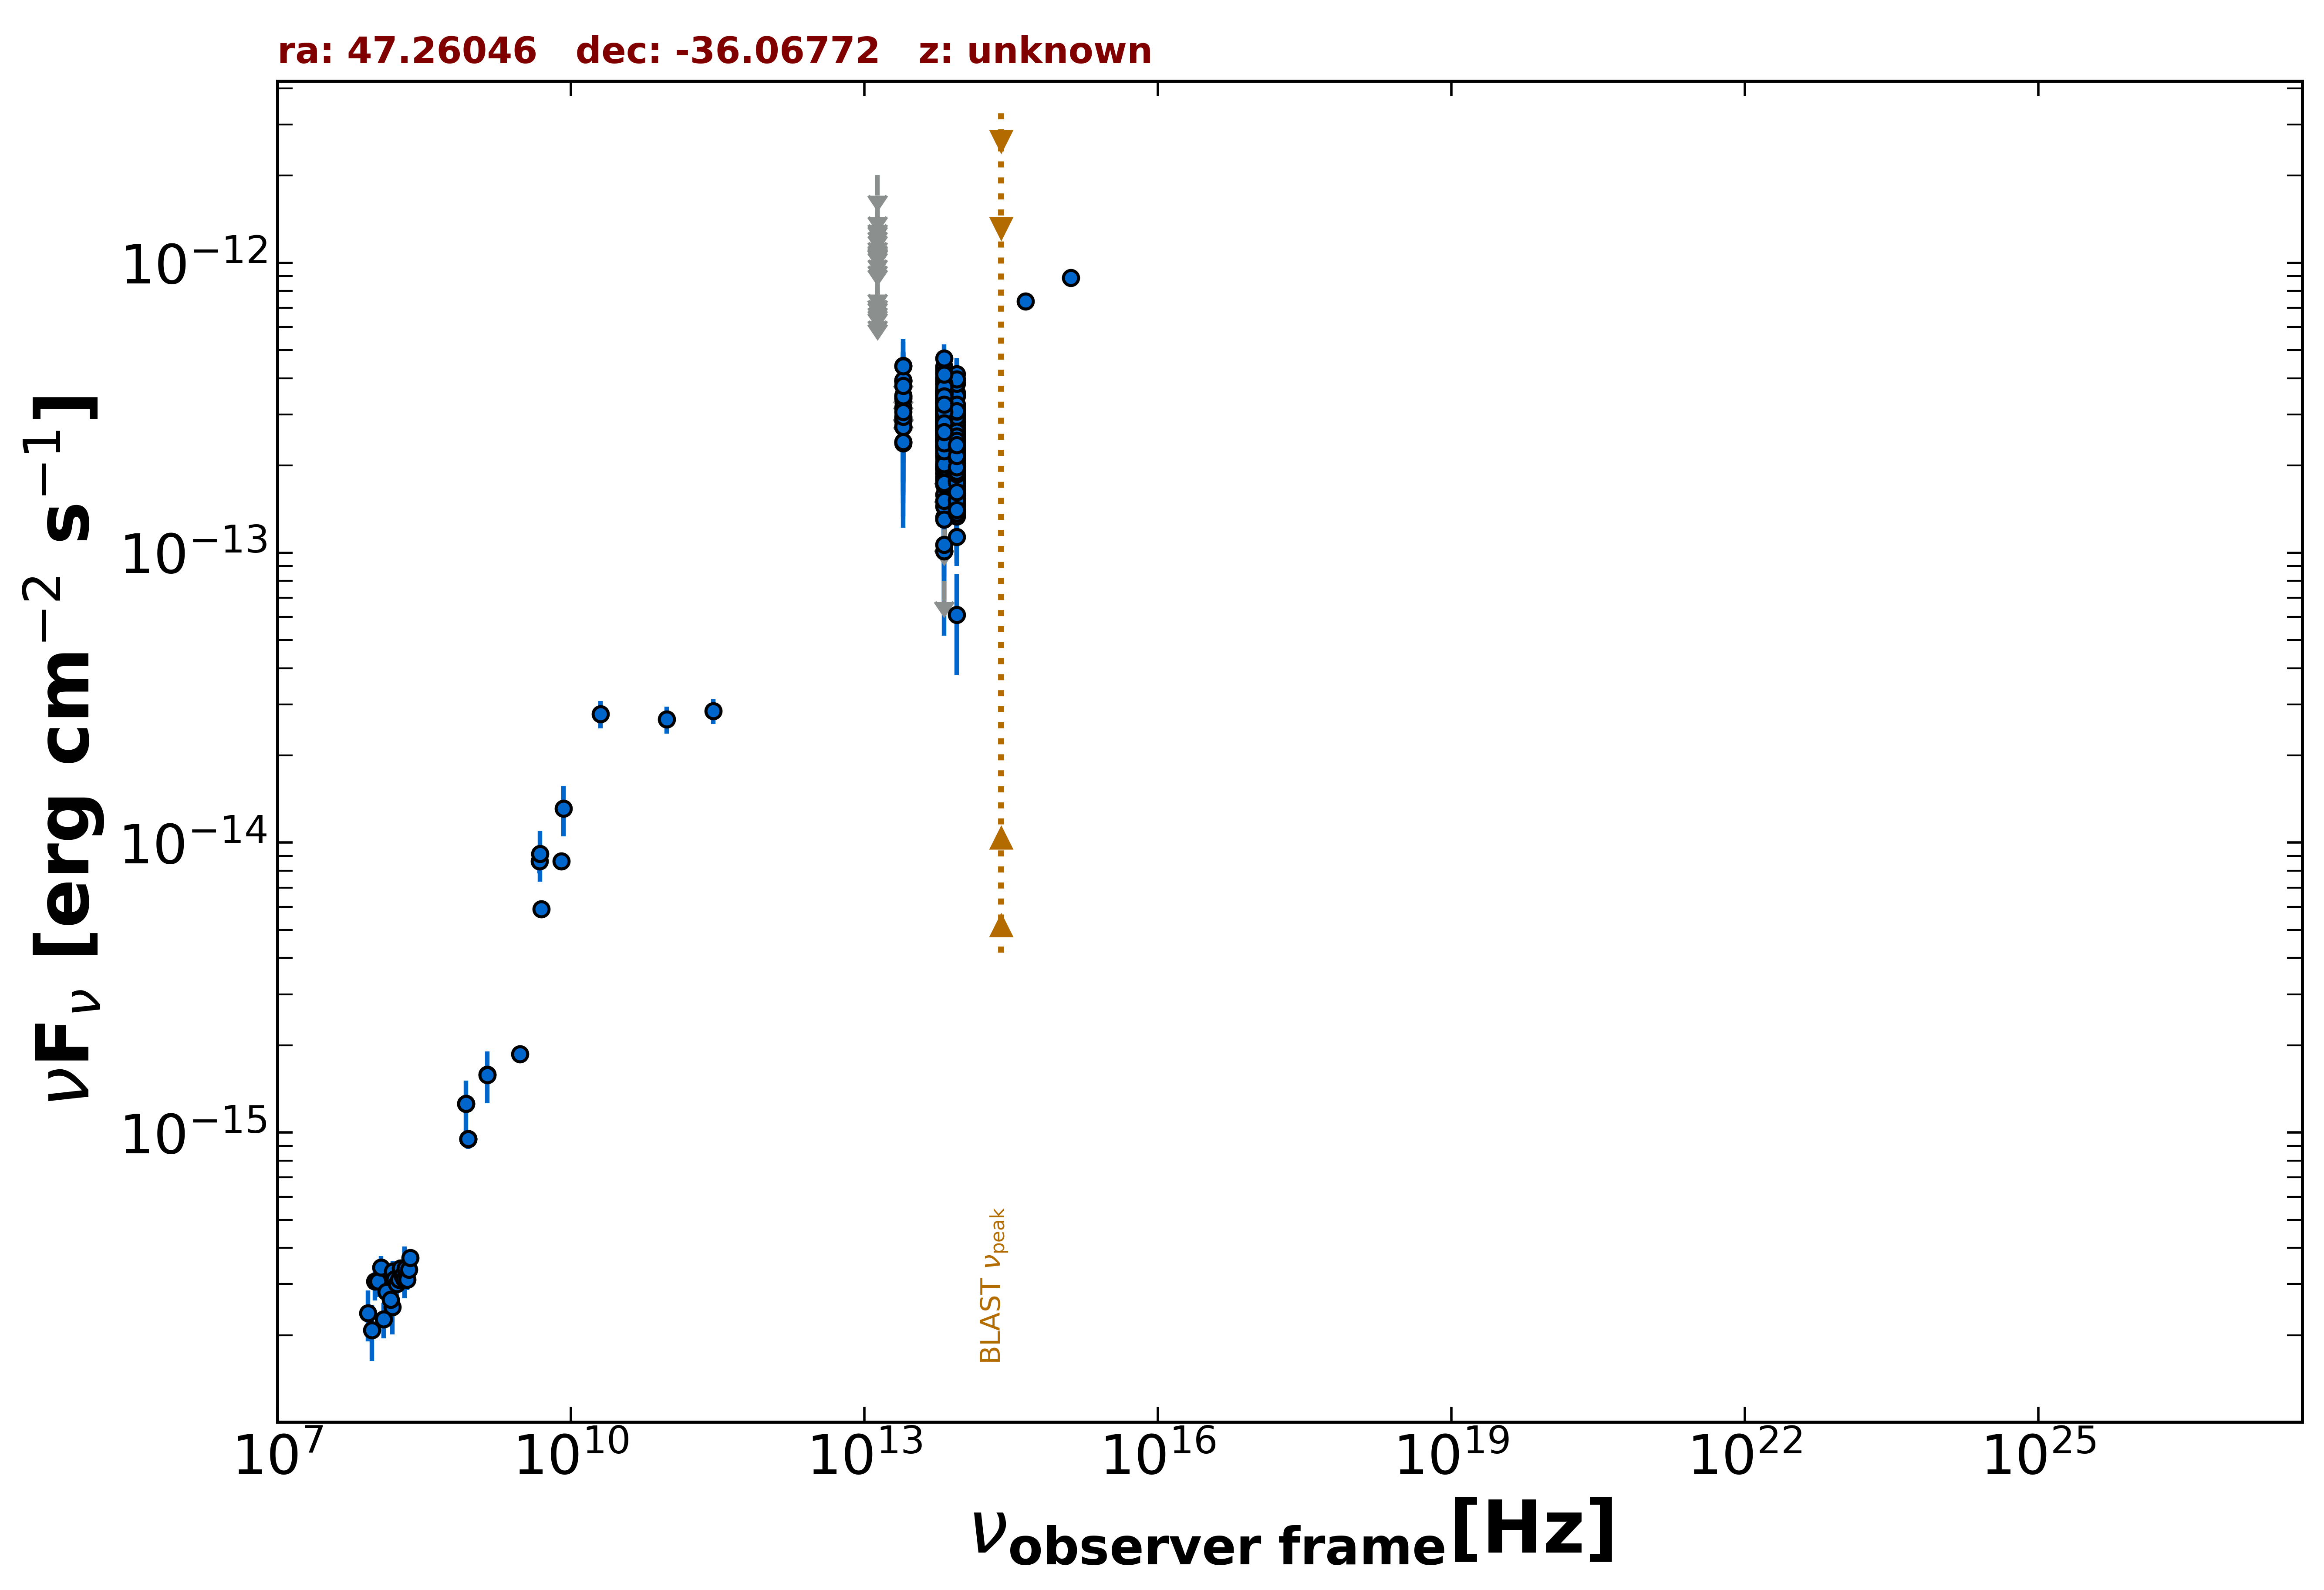 ra: 47.26046 dec: -36.06772 z: unknown
10⁻¹²
10⁻¹³
10⁻¹⁴
10⁻¹⁵
νFν [erg cm⁻² s⁻¹]
BLAST νpeak
10⁷ 10¹⁰ 10¹³ 10¹⁶ 10¹⁹ 10²² 10²⁵
νobserver frame [Hz]